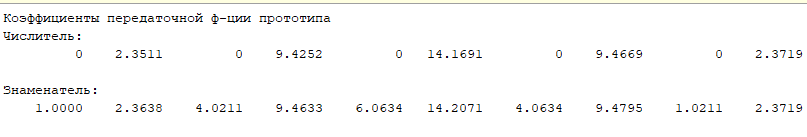 Коэффициенты передаточной ф-ции прототипа
Числитель:
0 2.3511 0 9.4252 0 14.1691 0 9.4669 0 2.3719
Знаменатель:
1.0000 2.3638 4.0211 9.4633 6.0634 14.2071 4.0634 9.4795 1.0211 2.3719